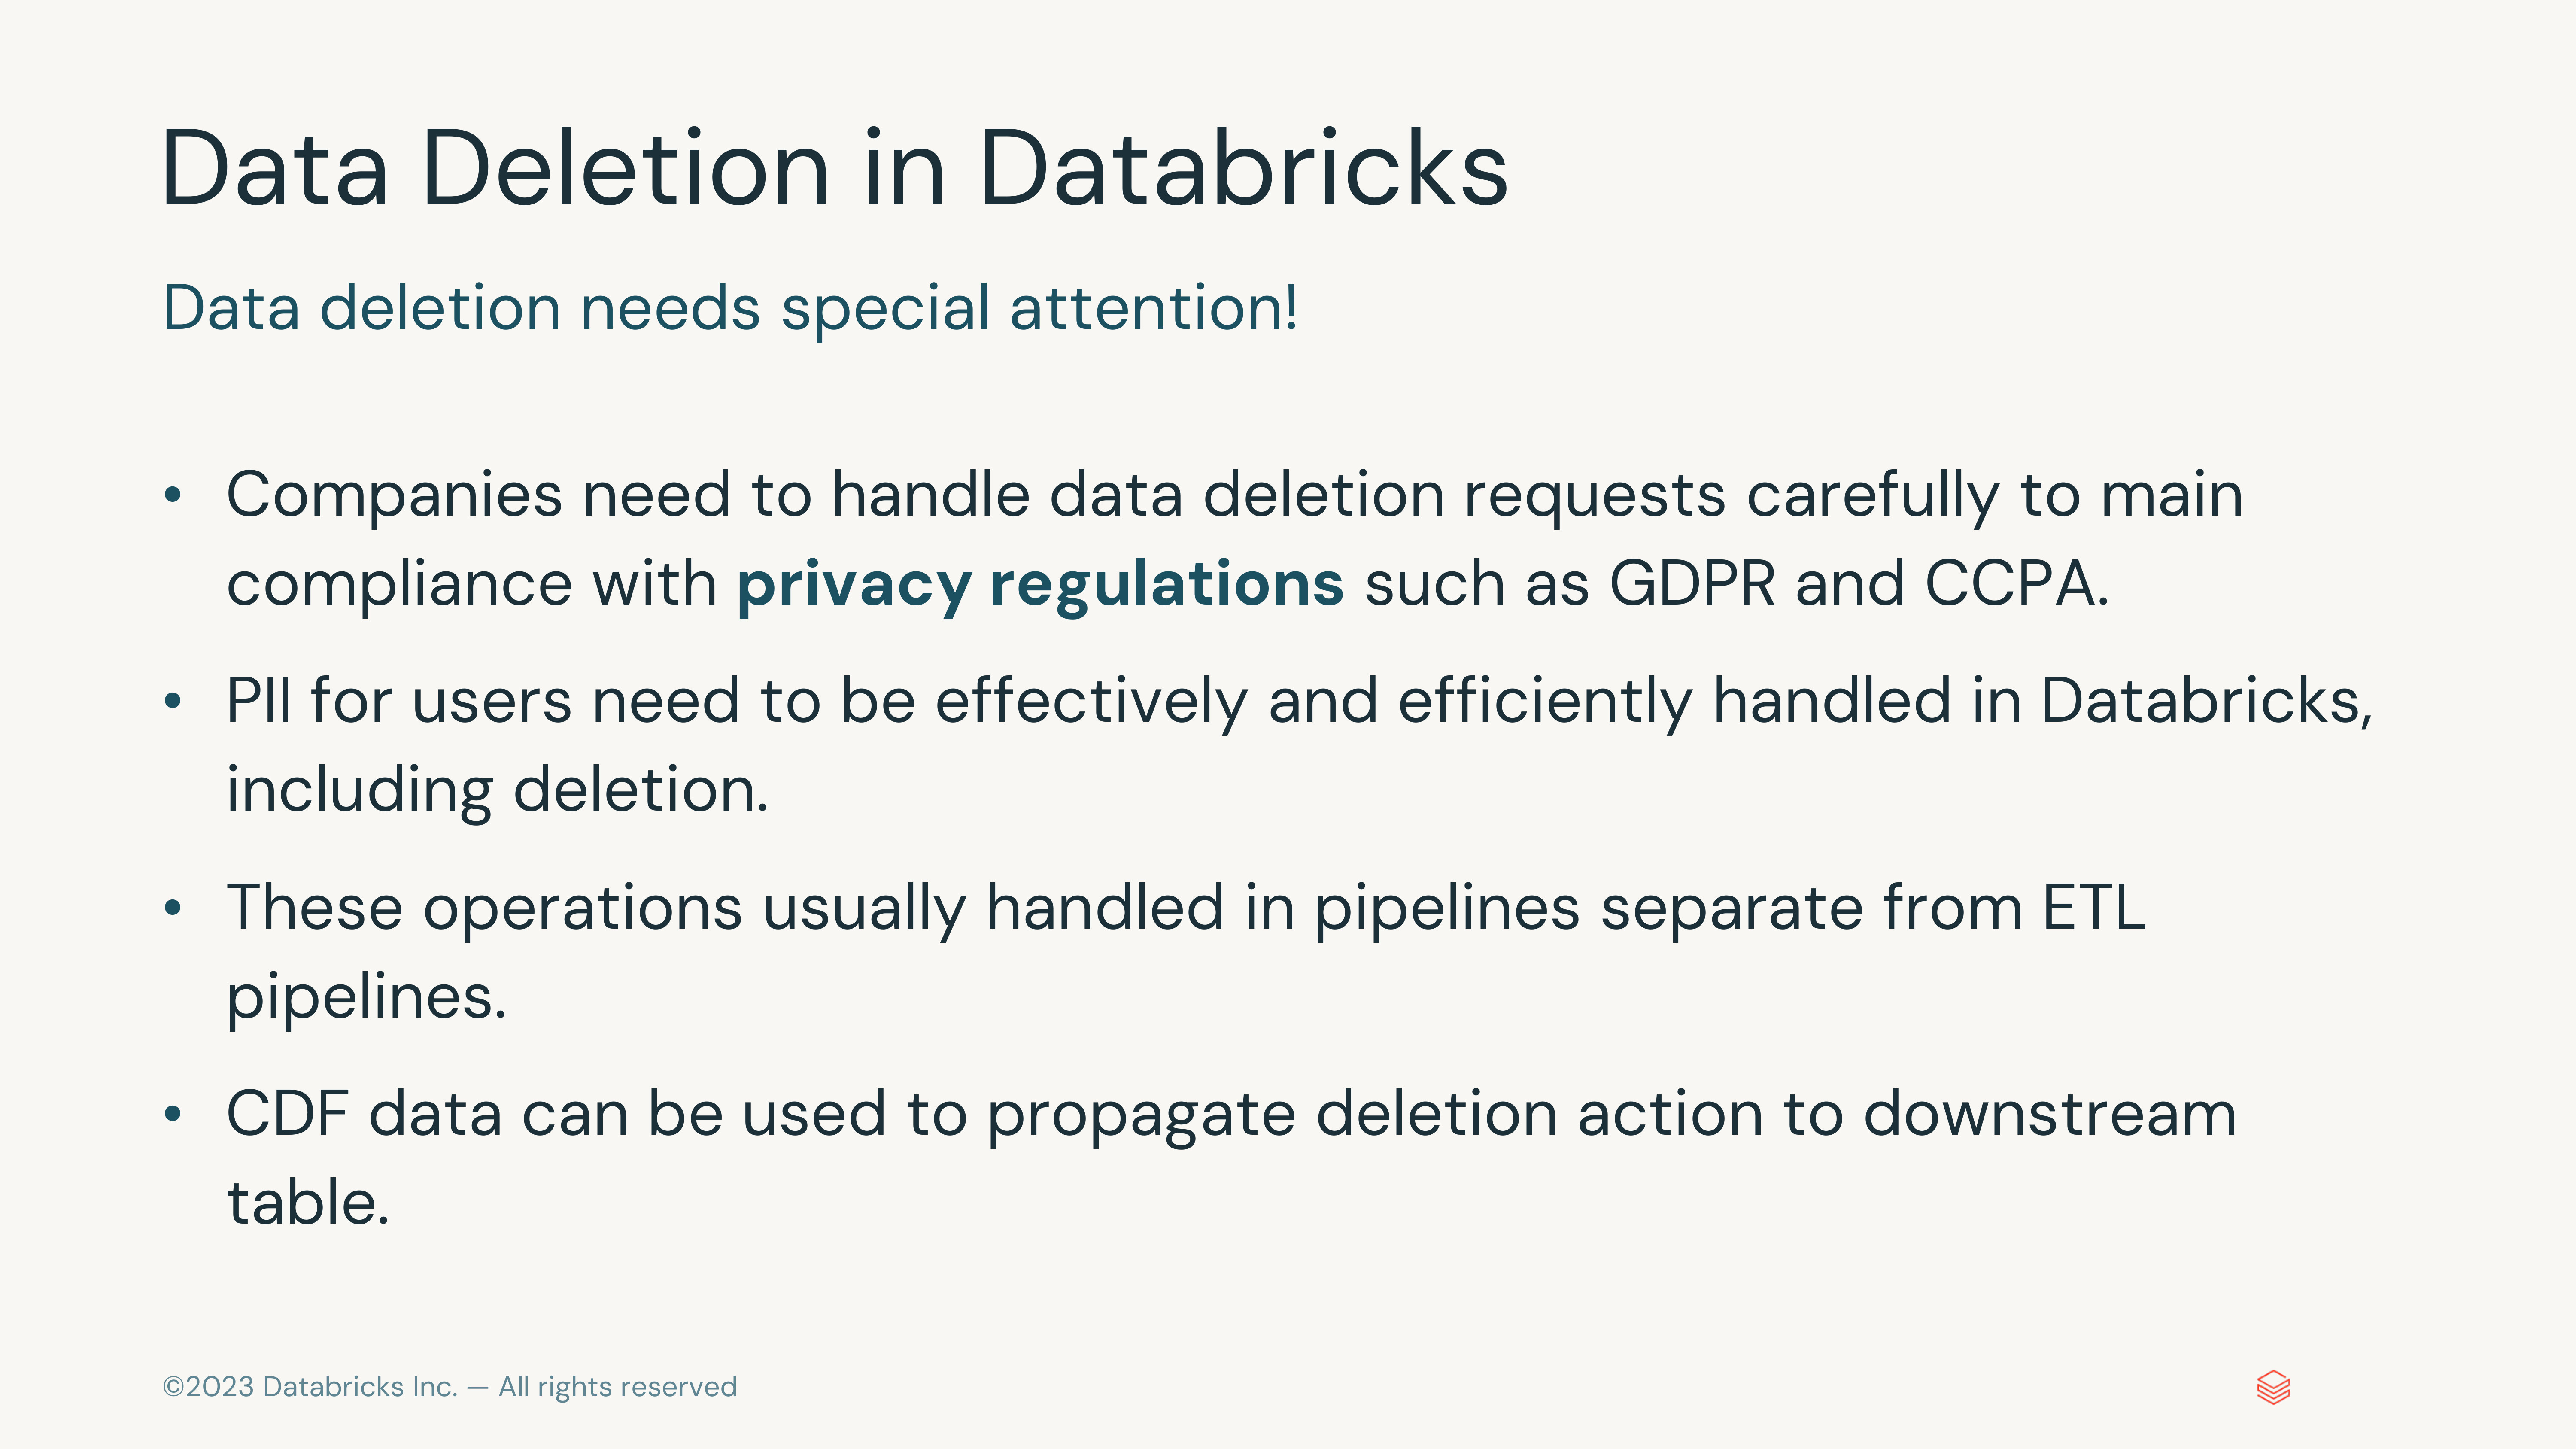 Data Deletion in Databricks
Data deletion needs special attention!
• Companies need to handle data deletion requests carefully to main
compliance with privacy regulations such as GDPR and CCPA.
• PII for users need to be effectively and efficiently handled in Databricks,
including deletion.
• These operations usually handled in pipelines separate from ETL
pipelines.
• CDF data can be used to propagate deletion action to downstream
table.
©2023 Databricks Inc. — All rights reserved